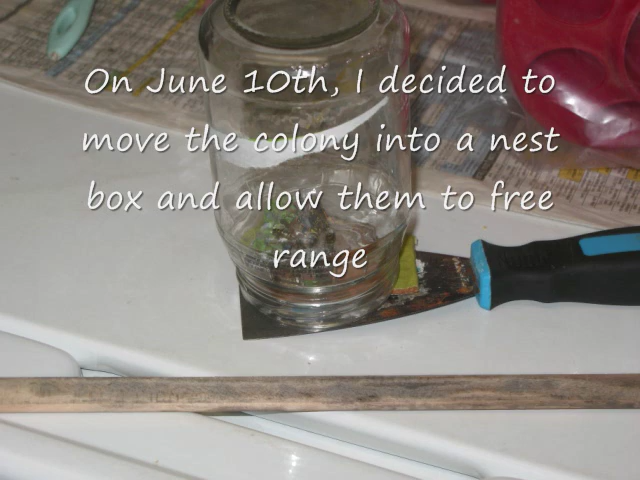 On June 10th, I decided to
move the colony into a nest
box and allow them to free
range